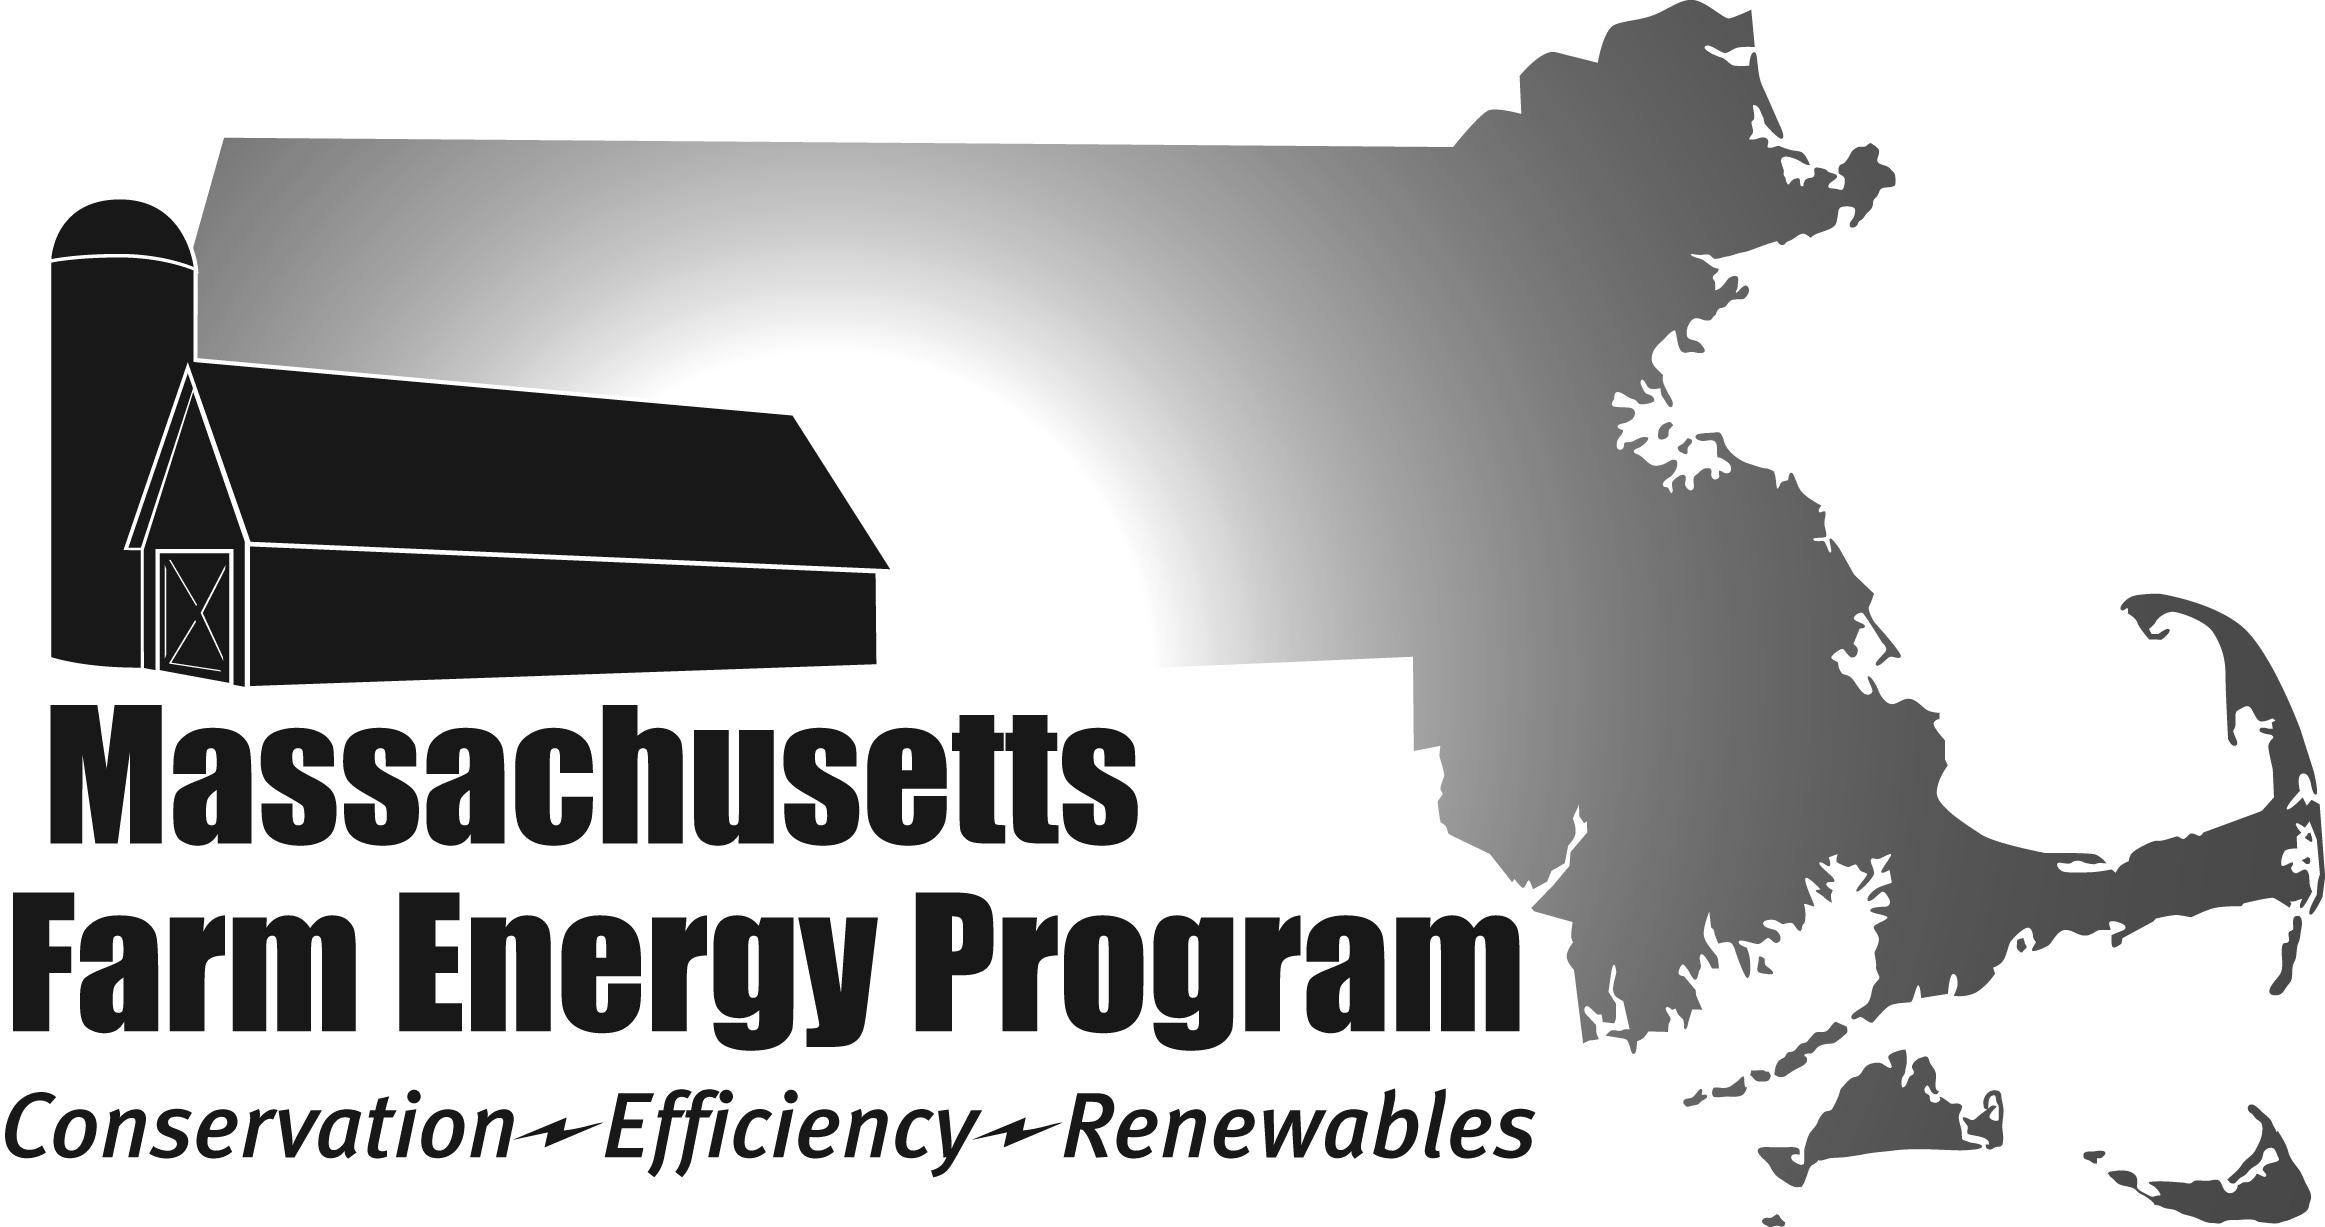 Massachusetts
Farm Energy Program
Conservation Efficiency Renewables